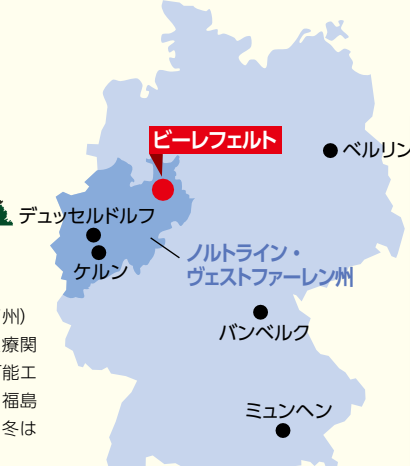 ビーレフェルト
ベルリン
デュッセルドルフ
ケルン
ノルトライン・
ヴェストファーレン州
バンベルク
ミュンヘン
州）
療関
能工
福島
冬は